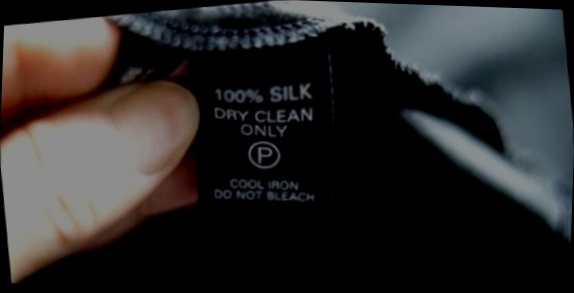 100% SILK
DRY CLEAN
ONLY
P
COOL IRON
DO NOT BLEACH